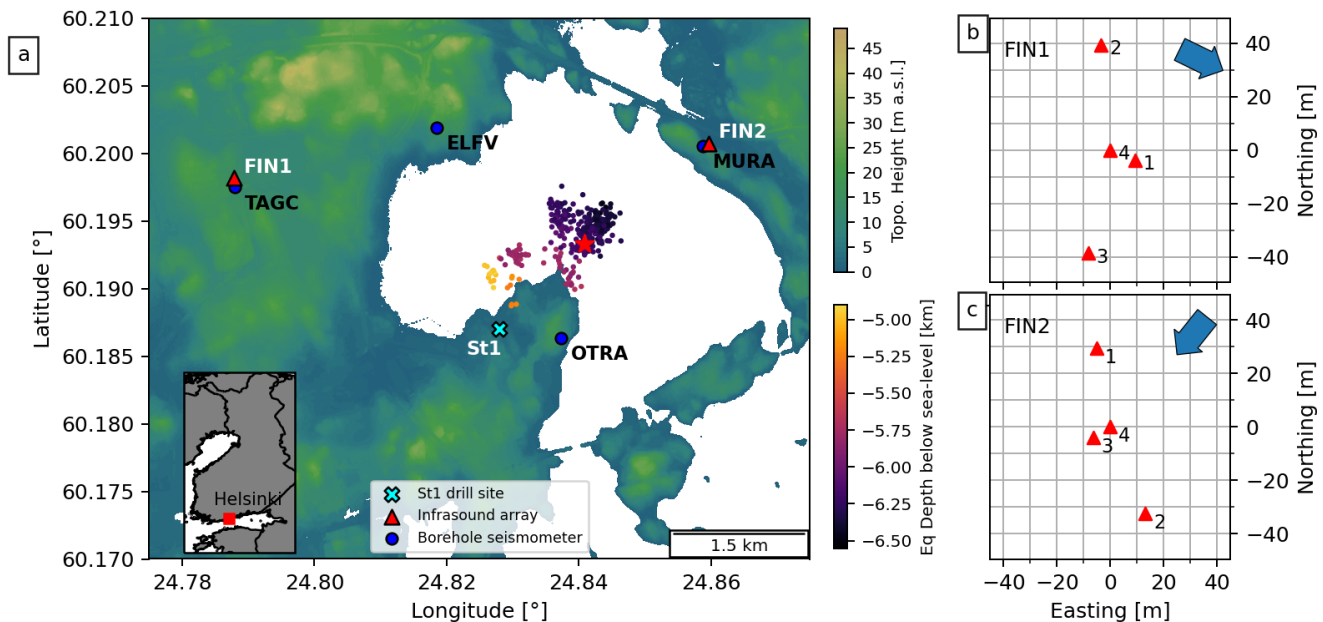 a
60.210
60.205
60.200
60.195
60.190
60.185
60.180
60.175
60.170
Latitude [°]
24.78
24.80
24.82
24.84
24.86
Longitude [°]
FIN1
TAGC
ELFV
FIN2
MURA
St1
OTRA
Helsinki
St1 drill site
Infrasound array
Borehole seismometer
1.5 km
45
40
35
30
25
20
15
10
5
0
Topo. Height [m a.s.l.]
−5.00
−5.25
−5.50
−5.75
−6.00
−6.25
−6.50
Eq Depth below sea-level [km]
b
FIN1
2
4
1
3
40
20
0
−20
−40
Northing [m]
c
FIN2
1
4
3
2
40
20
0
−20
−40
Northing [m]
−40
−20
0
20
40
Easting [m]